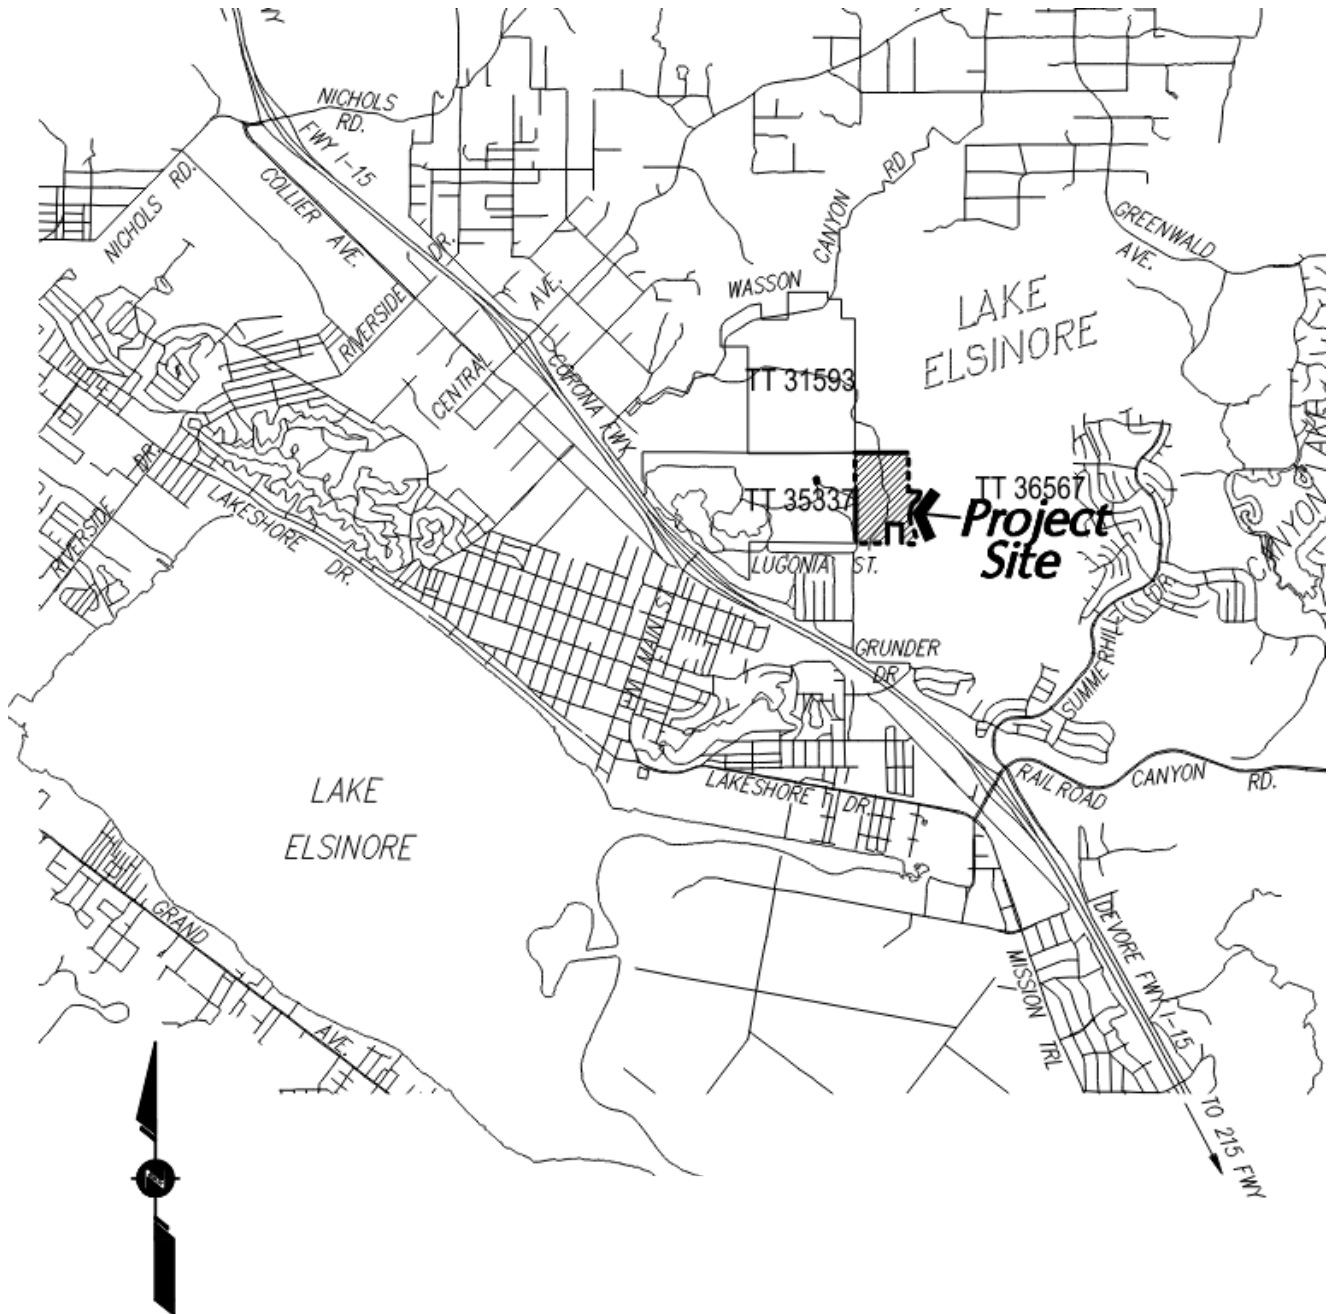 NICHOLS
RD.
FWY I-15
NICHOLS RD.
COLLIER AVE.
RIVERSIDE DR.
CENTRAL AVE.
CORONA FWY
WASSON
CANYON RD
GREENWALD
AVE.
LAKE
ELSINORE
TT 31593
TT 35337
TT 36567
Project
Site
LUGONIA ST.
RIVERSIDE DR.
LAKESHORE
DR.
MAIN ST.
GRUNDER
DR
SUMMERHILL
RAIL ROAD
CANYON
RD.
LAKESHORE DR.
LAKE
ELSINORE
GRAND
AVE.
MISSION TRL
DEVORE FWY I-15
TO 215 FWY